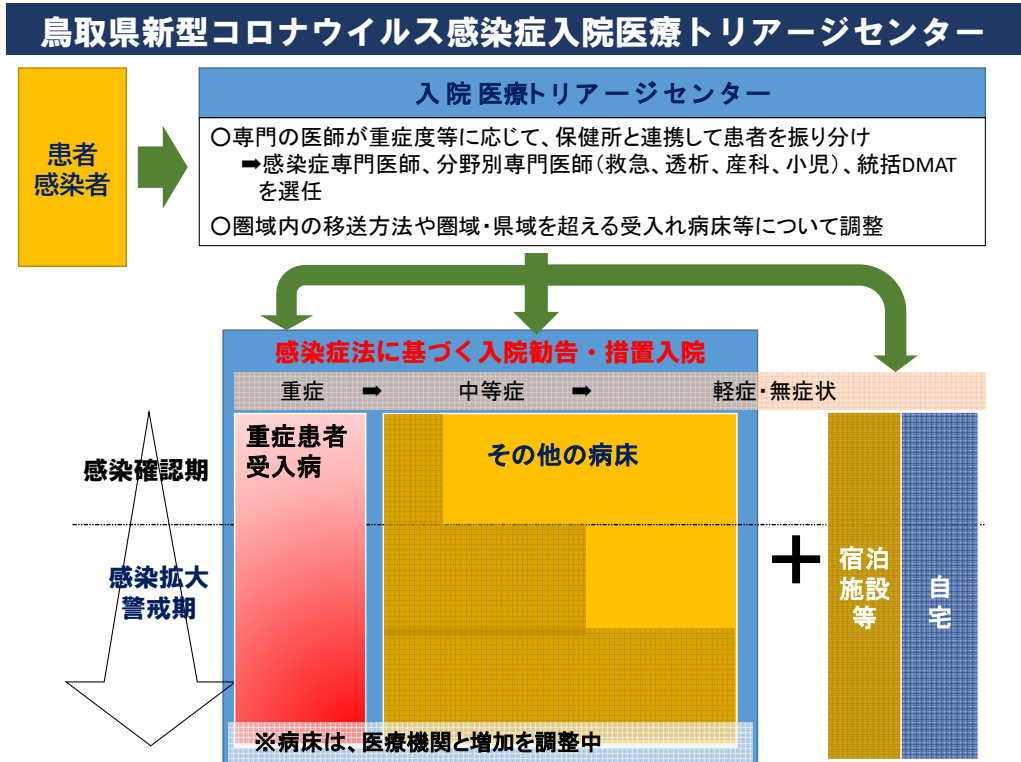 鳥取県新型コロナウイルス感染症入院医療トリアージセンター
患者
感染者
入院医療トリアージセンター
○専門の医師が重症度等に応じて、保健所と連携して患者を振り分け
➡感染症専門医師、分野別専門医師(救急、透析、産科、小児)、統括DMAT
を選任
○圏域内の移送方法や圏域・県域を超える受入れ病床等について調整
感染症法に基づく入院勧告・措置入院
重症 ➡ 中等症 ➡ 軽症・無症状
重症患者
受入病
その他の病床
感染確認期
感染拡大
警戒期
＋
宿泊
施設
等
自
宅
※病床は、医療機関と増加を調整中